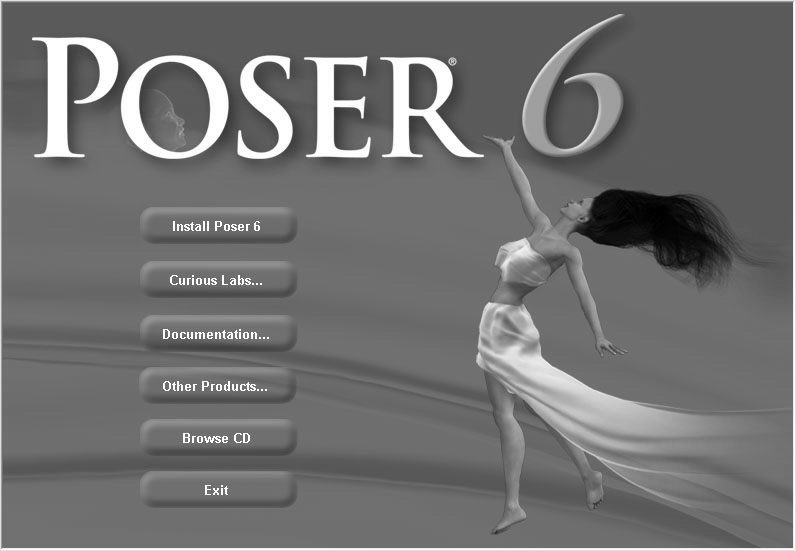 POSER® 6
Install Poser 6
Curious Labs...
Documentation...
Other Products...
Browse CD
Exit